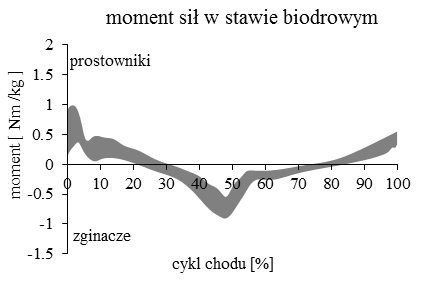 moment sił w stawie biodrowym
2
prostowniki
1.5
1
0.5
0
0 10 20 30 40 50 60 70 80 90 100
-0.5
-1
zginacze
-1.5
moment [ Nm /kg ]
cykl chodu [%]